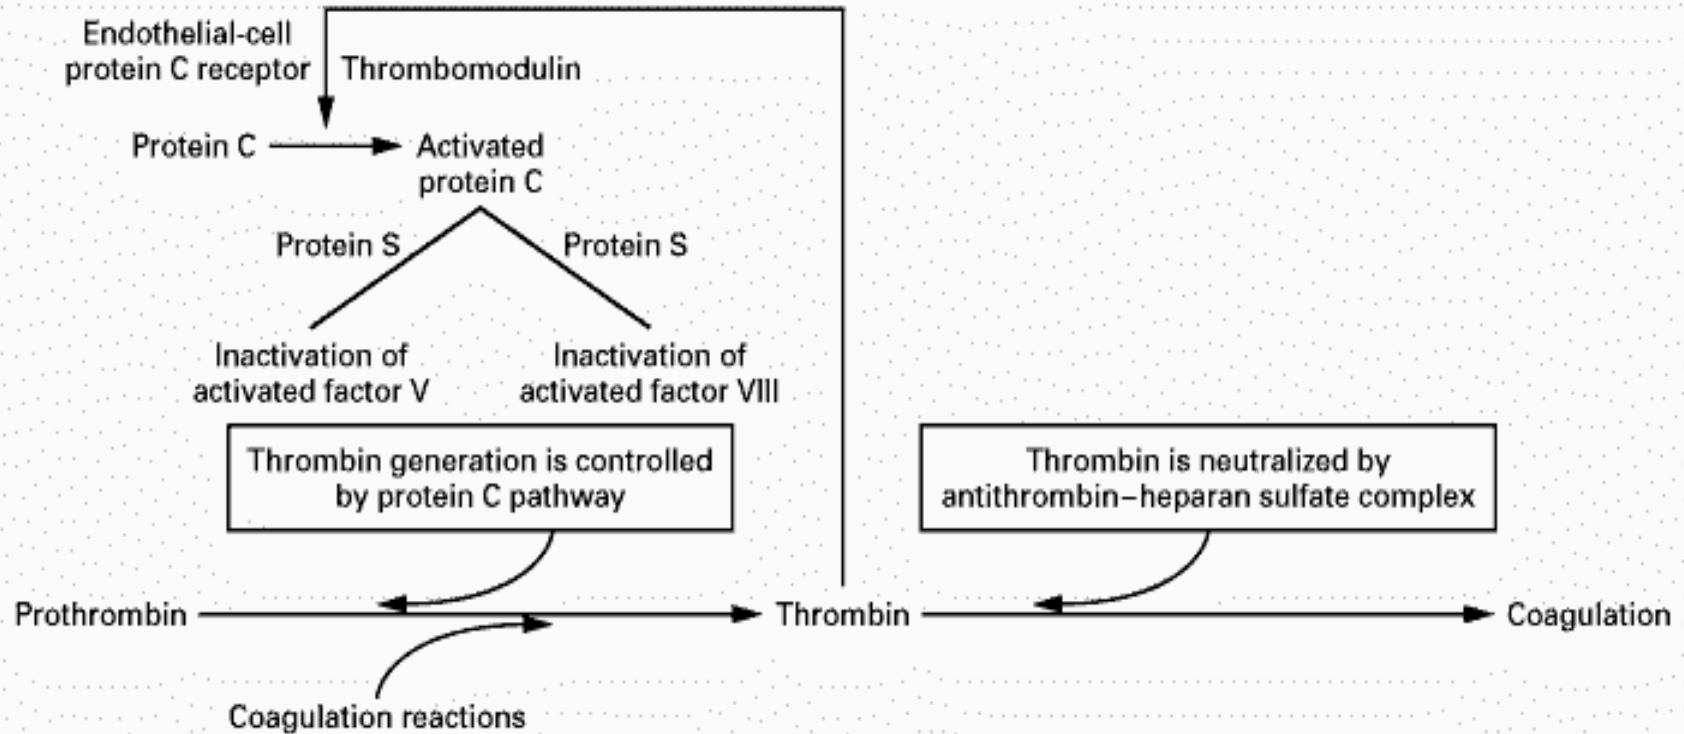 Endothelial-cell
protein C receptor
Thrombomodulin
Protein C
Activated
protein C
Protein S
Protein S
Inactivation of
activated factor V
Inactivation of
activated factor VIII
Thrombin generation is controlled
by protein C pathway
Thrombin is neutralized by
antithrombin–heparan sulfate complex
Prothrombin
Thrombin
Coagulation
Coagulation reactions